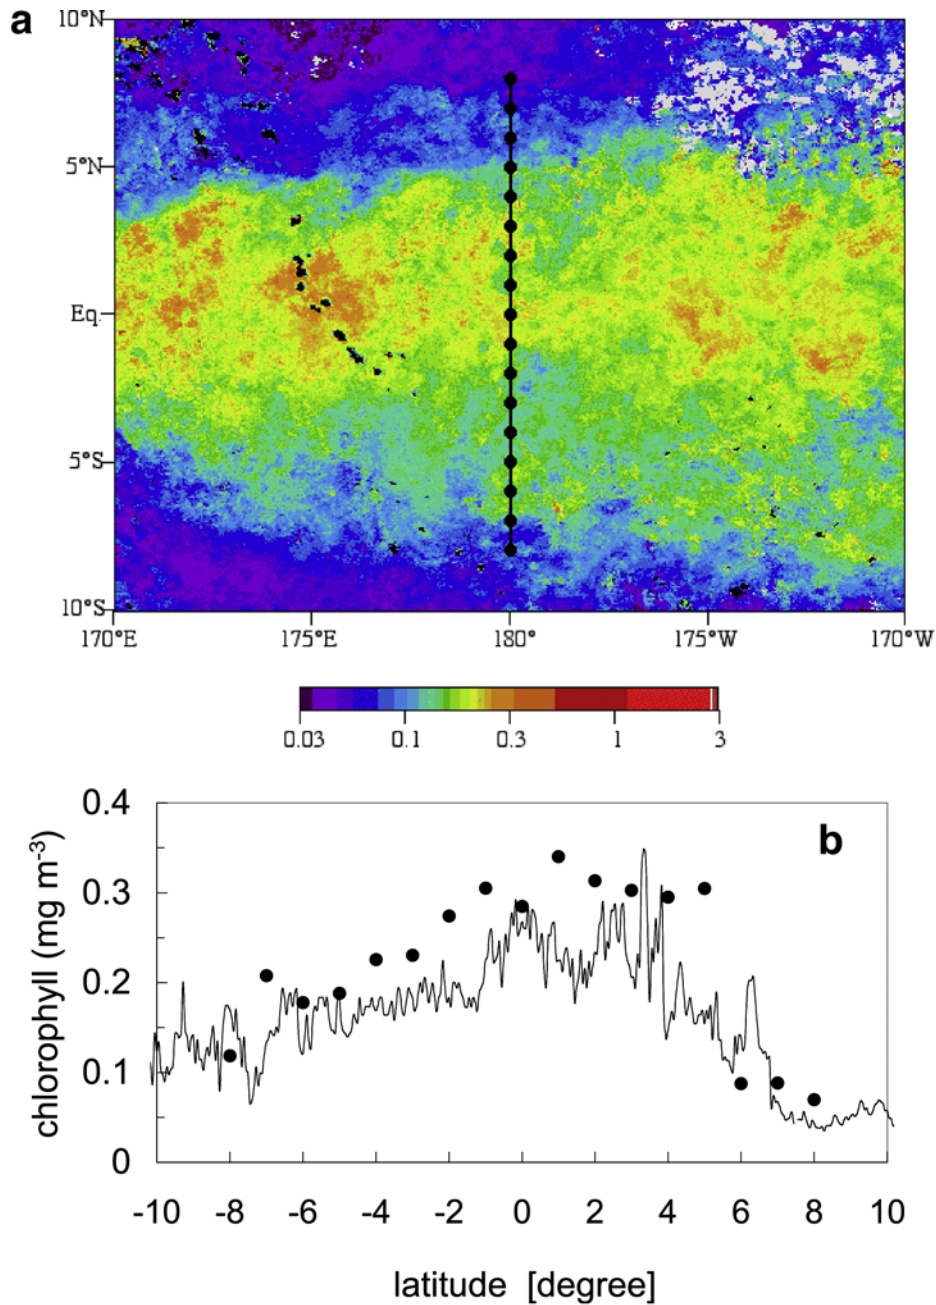 a
10°N
5°N
Eq.
5°S
10°S
170°E 175°E 180° 175°W 170°W
0.03 0.1 0.3 1 3
b
chlorophyll (mg m⁻³)
0.4
0.3
0.2
0.1
0
-10 -8 -6 -4 -2 0 2 4 6 8 10
latitude [degree]